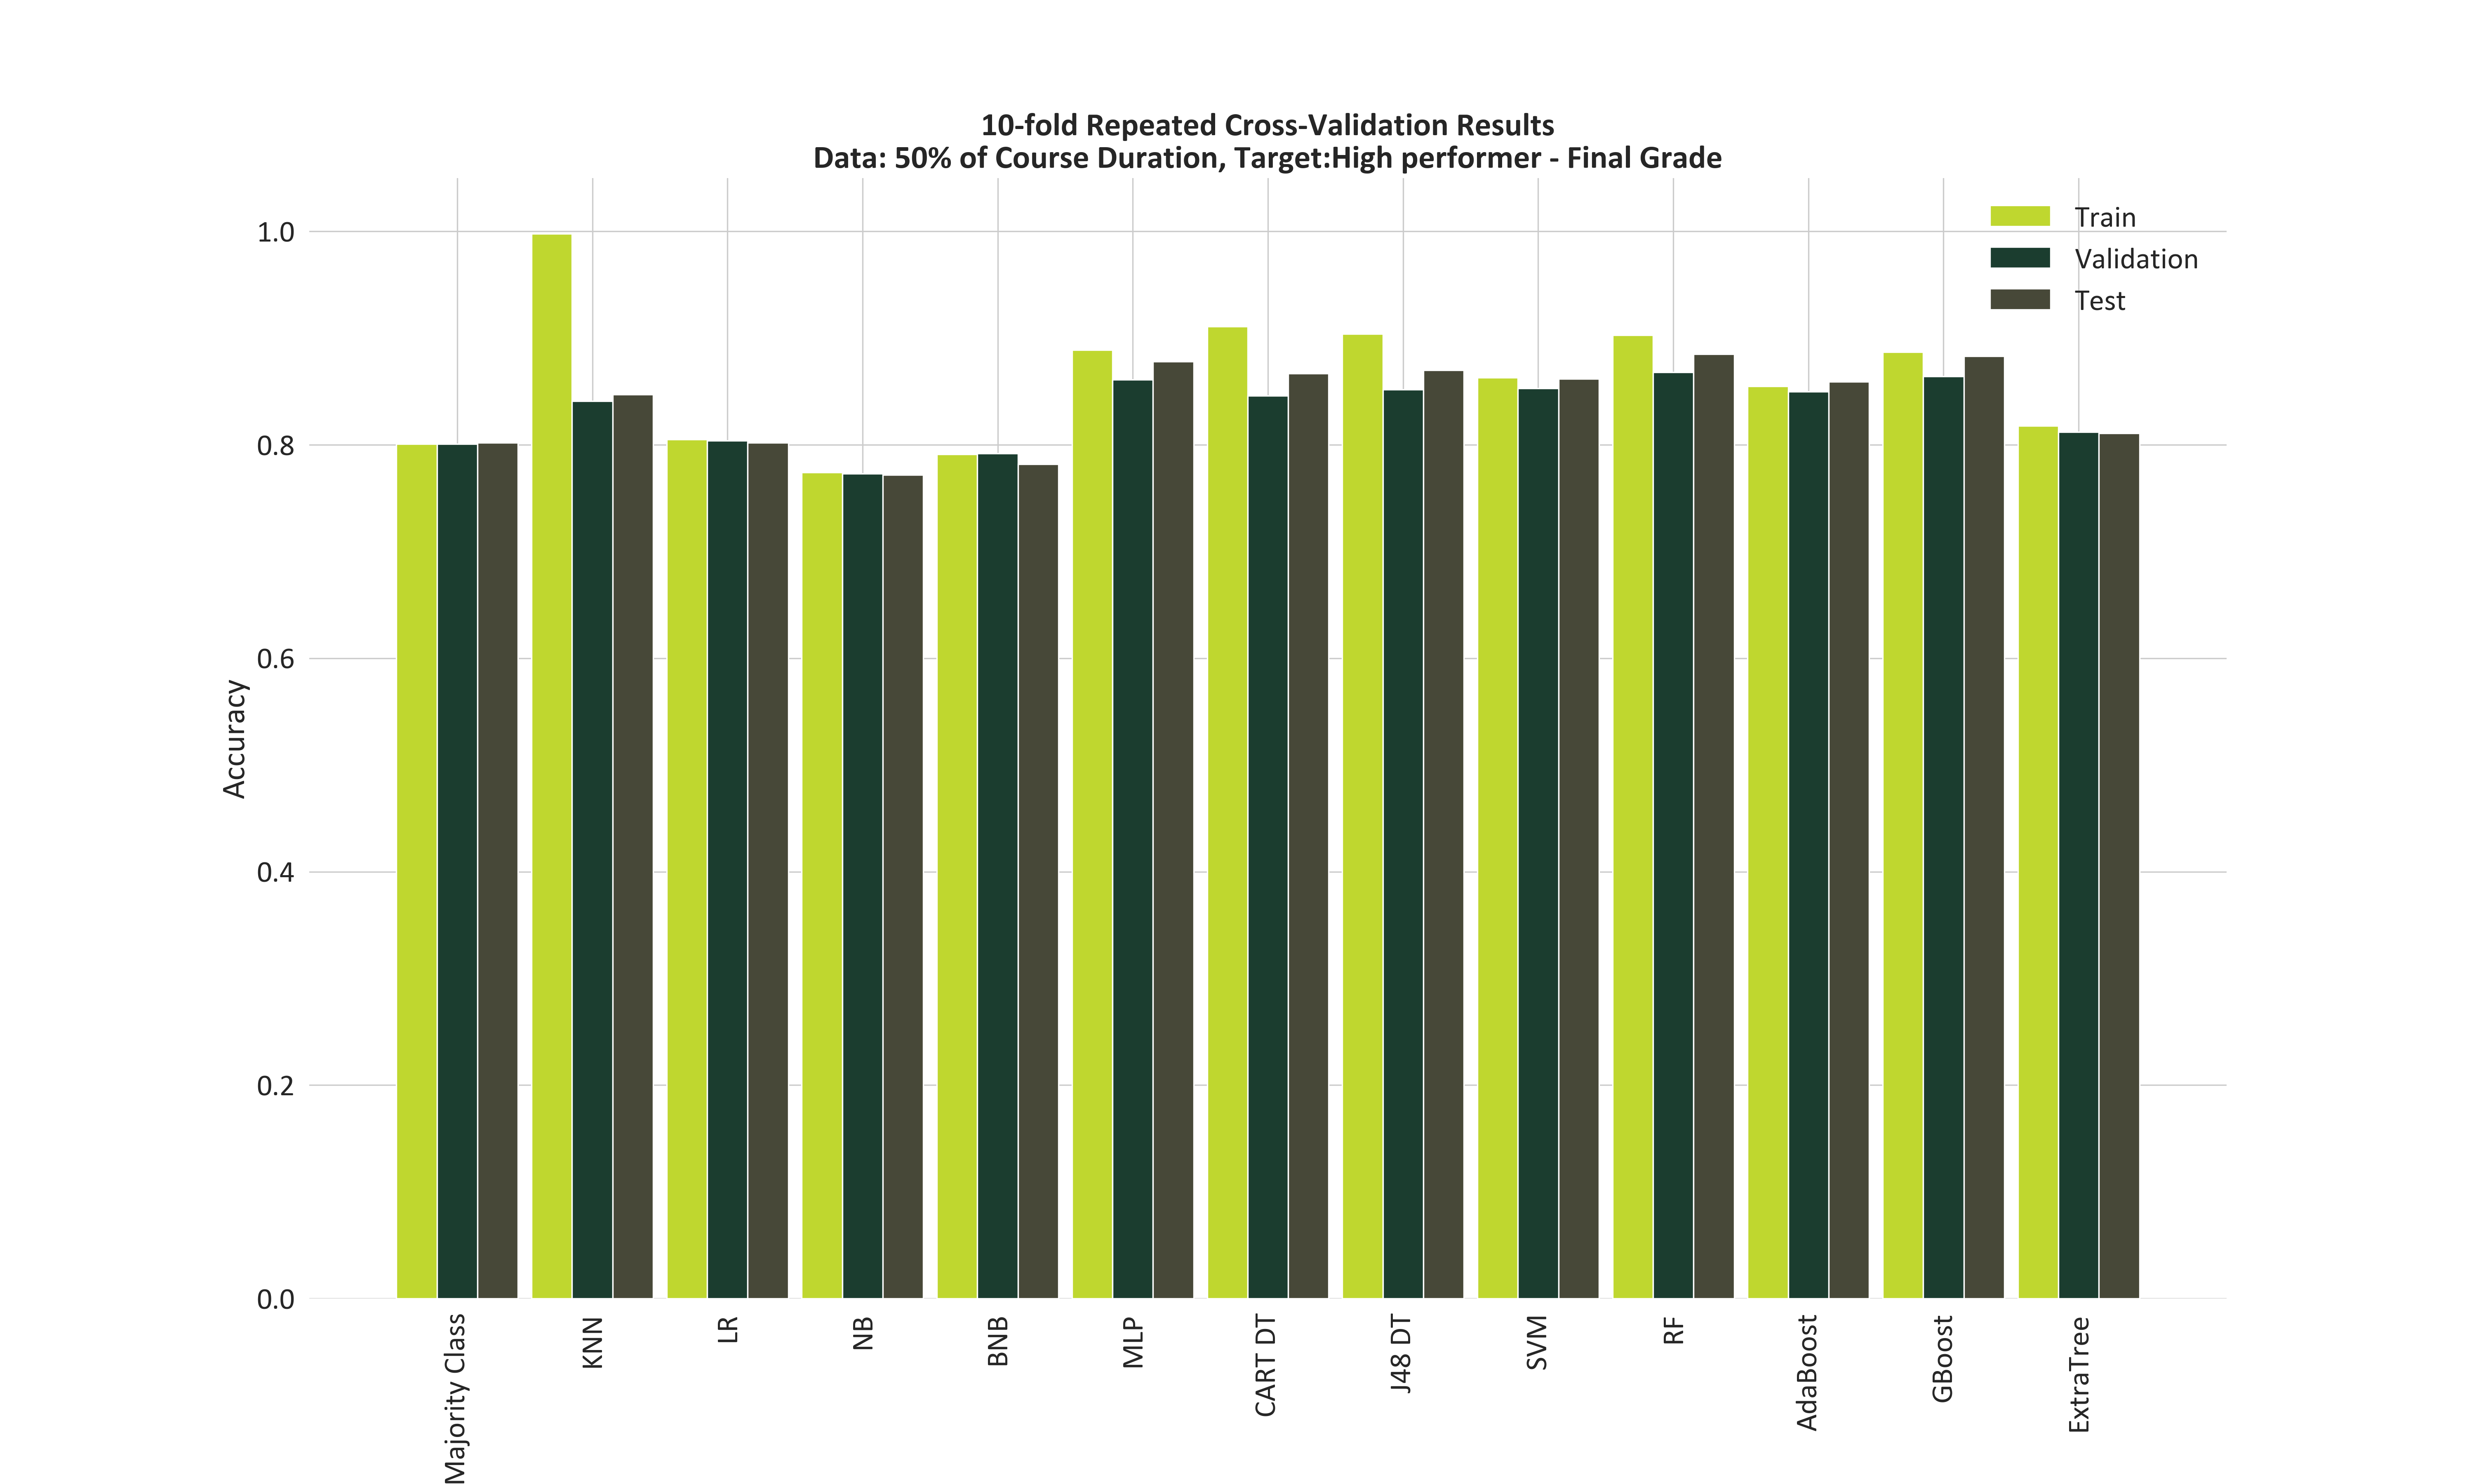 10-fold Repeated Cross-Validation Results
Data: 50% of Course Duration, Target:High performer - Final Grade
Train
Validation
Test
1.0
0.8
0.6
0.4
0.2
0.0
Accuracy
Majority Class
KNN
LR
NB
BNB
MLP
CART DT
J48 DT
SVM
RF
AdaBoost
GBoost
ExtraTree